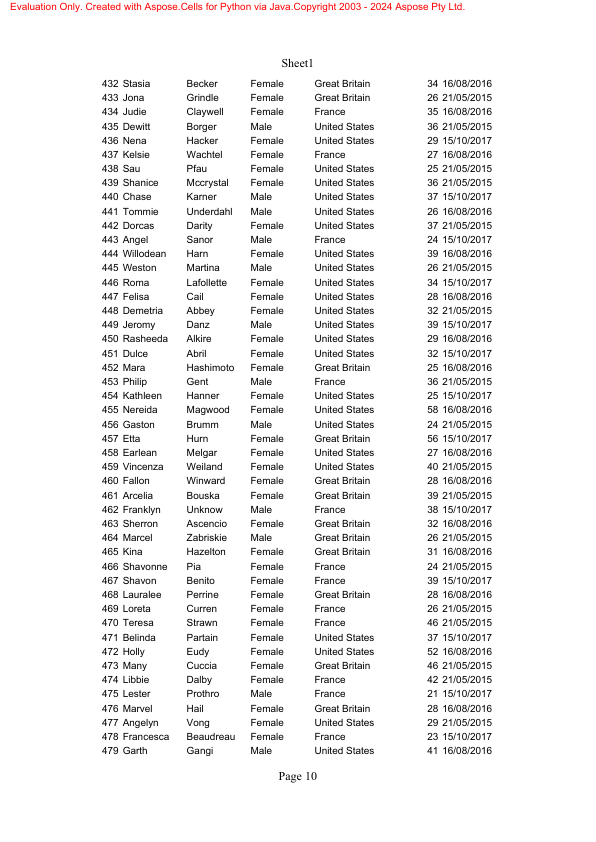 Evaluation Only. Created with Aspose.Cells for Python via Java.Copyright 2003 - 2024 Aspose Pty Ltd.
Sheet1
432 Stasia Becker Female Great Britain 34 16/08/2016
433 Jona Grindle Female Great Britain 26 21/05/2015
434 Judie Claywell Female France 35 16/08/2016
435 Dewitt Borger Male United States 36 21/05/2015
436 Nena Hacker Female United States 29 15/10/2017
437 Kelsie Wachtel Female France 27 16/08/2016
438 Sau Pfau Female United States 25 21/05/2015
439 Shanice Mccrystal Female United States 36 21/05/2015
440 Chase Karner Male United States 37 15/10/2017
441 Tommie Underdahl Male United States 26 16/08/2016
442 Dorcas Darity Female United States 37 21/05/2015
443 Angel Sanor Male France 24 15/10/2017
444 Willodean Harn Female United States 39 16/08/2016
445 Weston Martina Male United States 26 21/05/2015
446 Roma Lafollette Female United States 34 15/10/2017
447 Felisa Cail Female United States 28 16/08/2016
448 Demetria Abbey Female United States 32 21/05/2015
449 Jeromy Danz Male United States 39 15/10/2017
450 Rasheeda Alkire Female United States 29 16/08/2016
451 Dulce Abril Female United States 32 15/10/2017
452 Mara Hashimoto Female Great Britain 25 16/08/2016
453 Philip Gent Male France 36 21/05/2015
454 Kathleen Hanner Female United States 25 15/10/2017
455 Nereida Magwood Female United States 58 16/08/2016
456 Gaston Brumm Male United States 24 21/05/2015
457 Etta Hurn Female Great Britain 56 15/10/2017
458 Earlean Melgar Female United States 27 16/08/2016
459 Vincenza Weiland Female United States 40 21/05/2015
460 Fallon Winward Female Great Britain 28 16/08/2016
461 Arcelia Bouska Female Great Britain 39 21/05/2015
462 Franklyn Unknow Male France 38 15/10/2017
463 Sherron Ascencio Female Great Britain 32 16/08/2016
464 Marcel Zabriskie Male Great Britain 26 21/05/2015
465 Kina Hazelton Female Great Britain 31 16/08/2016
466 Shavonne Pia Female France 24 21/05/2015
467 Shavon Benito Female France 39 15/10/2017
468 Lauralee Perrine Female Great Britain 28 16/08/2016
469 Loreta Curren Female France 26 21/05/2015
470 Teresa Strawn Female France 46 21/05/2015
471 Belinda Partain Female United States 37 15/10/2017
472 Holly Eudy Female United States 52 16/08/2016
473 Many Cuccia Female Great Britain 46 21/05/2015
474 Libbie Dalby Female France 42 21/05/2015
475 Lester Prothro Male France 21 15/10/2017
476 Marvel Hail Female Great Britain 28 16/08/2016
477 Angelyn Vong Female United States 29 21/05/2015
478 Francesca Beaudreau Female France 23 15/10/2017
479 Garth Gangi Male United States 41 16/08/2016
Page 10